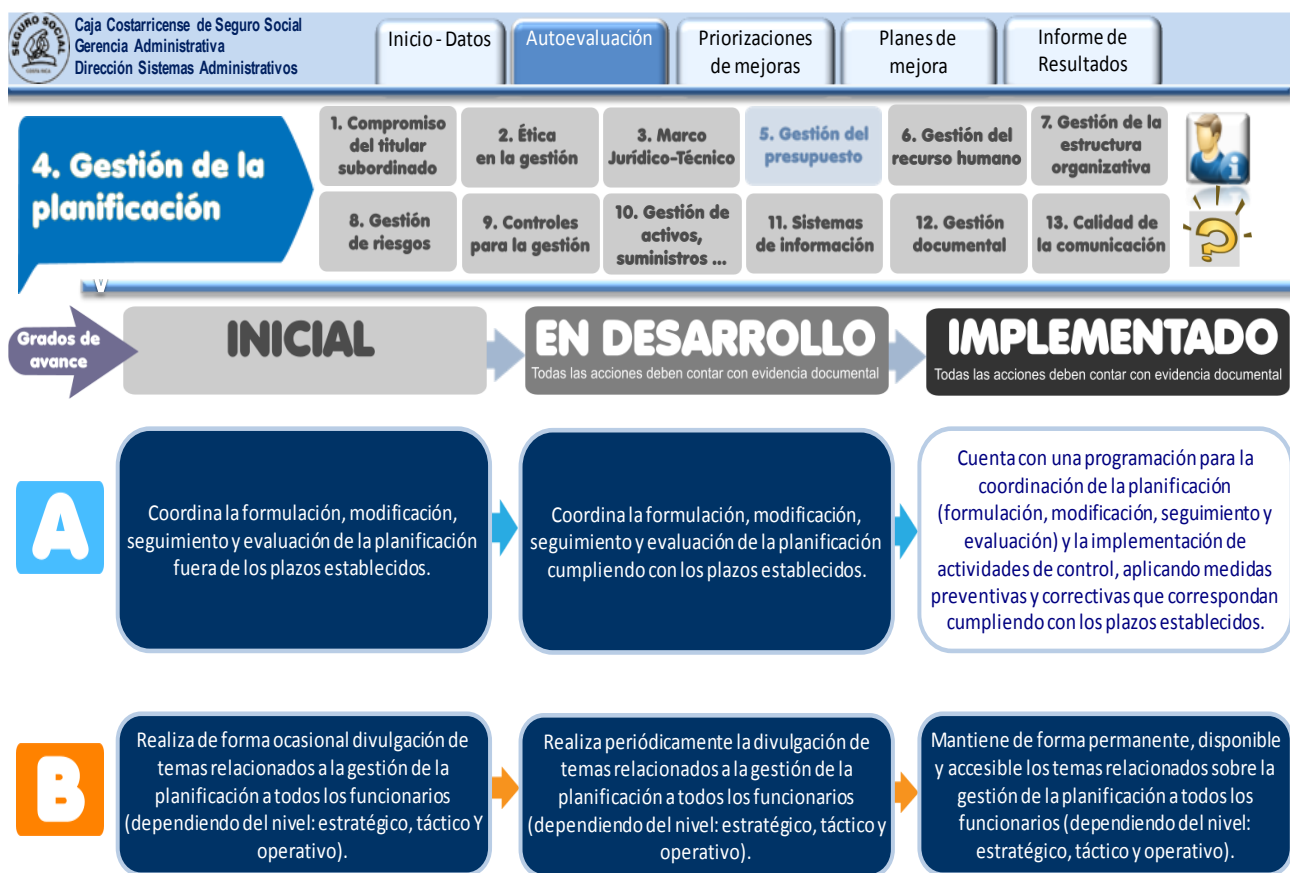 SEGURO SOCIAL
COSTA RICA
Caja Costarricense de Seguro Social
Gerencia Administrativa
Dirección Sistemas Administrativos
Inicio - Datos
Autoevaluación
Priorizaciones
de mejoras
Planes de
mejora
Informe de
Resultados
4. Gestión de la
planificación
1. Compromiso
del titular
subordinado
2. Ética
en la gestión
3. Marco
Jurídico-Técnico
5. Gestión del
presupuesto
6. Gestión del
recurso humano
7. Gestión de la
estructura
organizativa
8. Gestión
de riesgos
9. Controles
para la gestión
10. Gestión de
activos,
suministros ...
11. Sistemas
de información
12. Gestión
documental
13. Calidad de
la comunicación
i
?
V
Grados de
avance
INICIAL
EN DESARROLLO
Todas las acciones deben contar con evidencia documental
IMPLEMENTADO
Todas las acciones deben contar con evidencia documental
A
Coordina la formulación, modificación,
seguimiento y evaluación de la planificación
fuera de los plazos establecidos.
Coordina la formulación, modificación,
seguimiento y evaluación de la planificación
cumpliendo con los plazos establecidos.
Cuenta con una programación para la
coordinación de la planificación
(formulación, modificación, seguimiento y
evaluación) y la implementación de
actividades de control, aplicando medidas
preventivas y correctivas que correspondan
cumpliendo con los plazos establecidos.
B
Realiza de forma ocasional divulgación de
temas relacionados a la gestión de la
planificación a todos los funcionarios
(dependiendo del nivel: estratégico, táctico Y
operativo).
Realiza periódicamente la divulgación de
temas relacionados a la gestión de la
planificación a todos los funcionarios
(dependiendo del nivel: estratégico, táctico y
operativo).
Mantiene de forma permanente, disponible
y accesible los temas relacionados sobre la
gestión de la planificación a todos los
funcionarios (dependiendo del nivel:
estratégico, táctico y operativo).